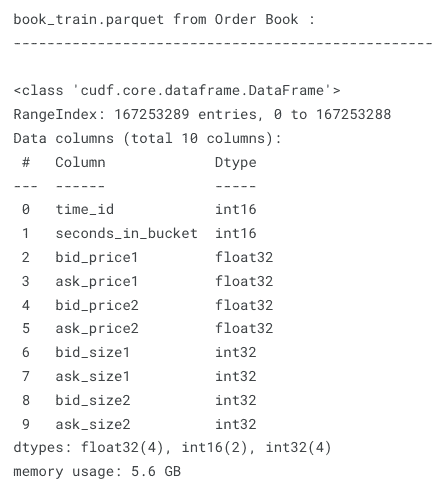 book_train.parquet from Order Book :
--------------------------------------------------
<class 'cudf.core.dataframe.DataFrame'>
RangeIndex: 167253289 entries, 0 to 167253288
Data columns (total 10 columns):
 #   Column             Dtype
---  ------             -----
 0   time_id            int16
 1   seconds_in_bucket  int16
 2   bid_price1         float32
 3   ask_price1         float32
 4   bid_price2         float32
 5   ask_price2         float32
 6   bid_size1          int32
 7   ask_size1          int32
 8   bid_size2          int32
 9   ask_size2          int32
dtypes: float32(4), int16(2), int32(4)
memory usage: 5.6 GB